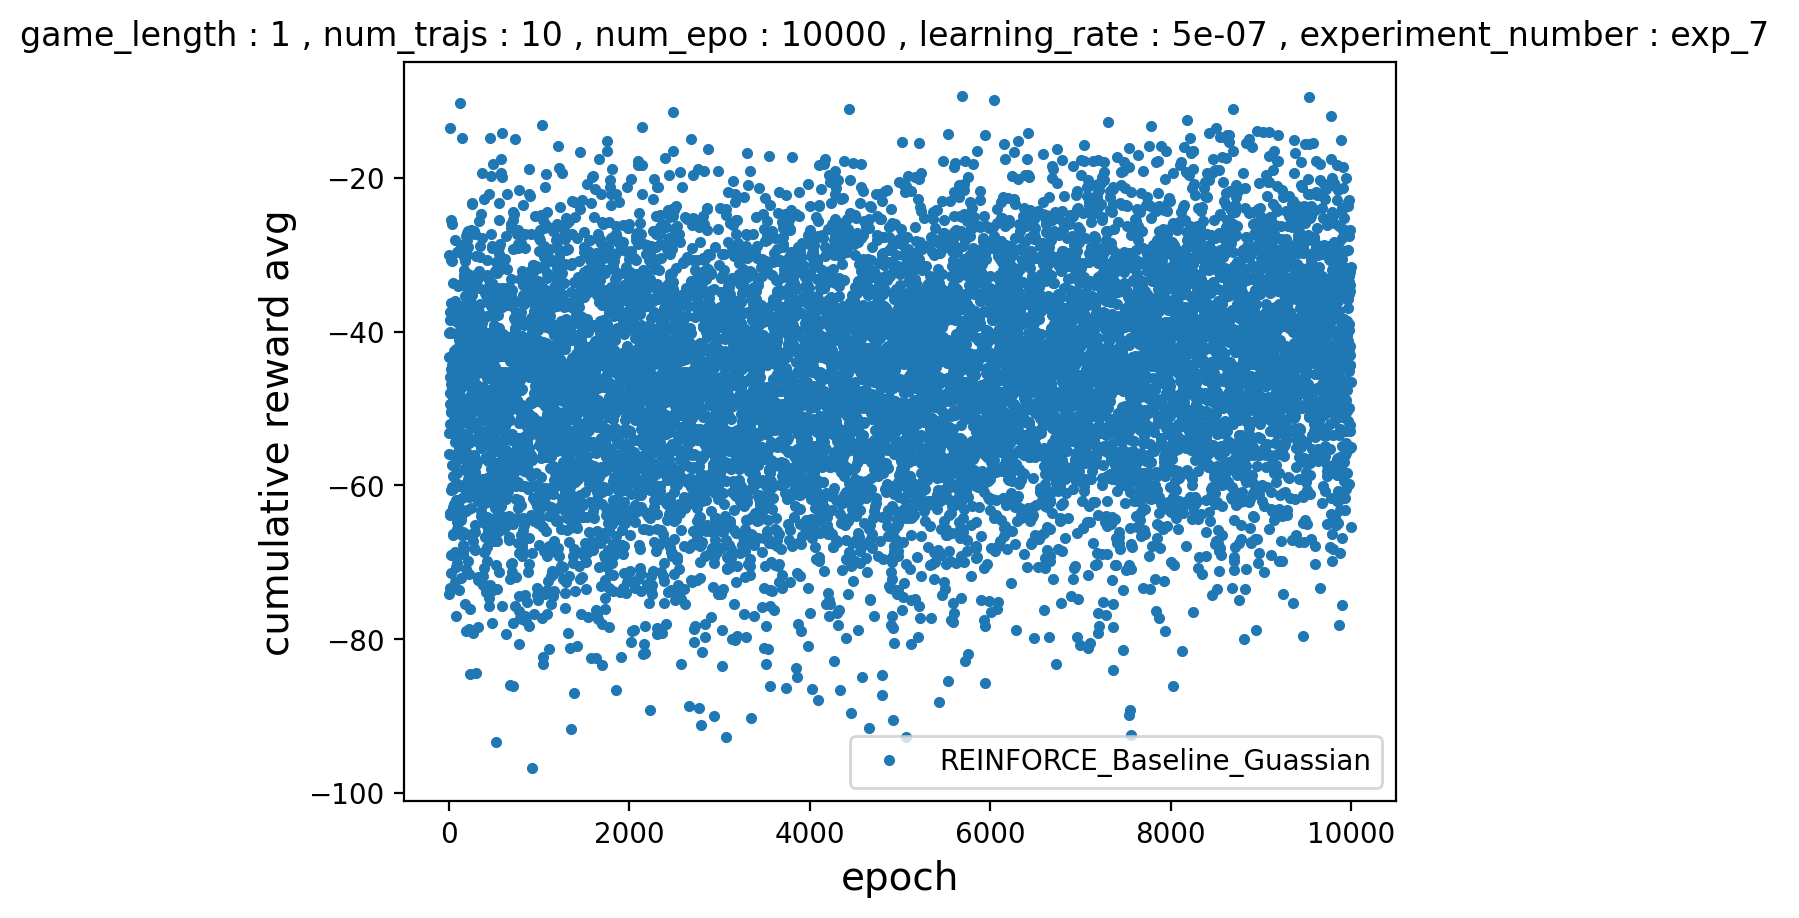 game_length : 1 , num_trajs : 10 , num_epo : 10000 , learning_rate : 5e-07 , experiment_number : exp_7
cumulative reward avg
−20
−40
−60
−80
−100
REINFORCE_Baseline_Guassian
0 2000 4000 6000 8000 10000
epoch